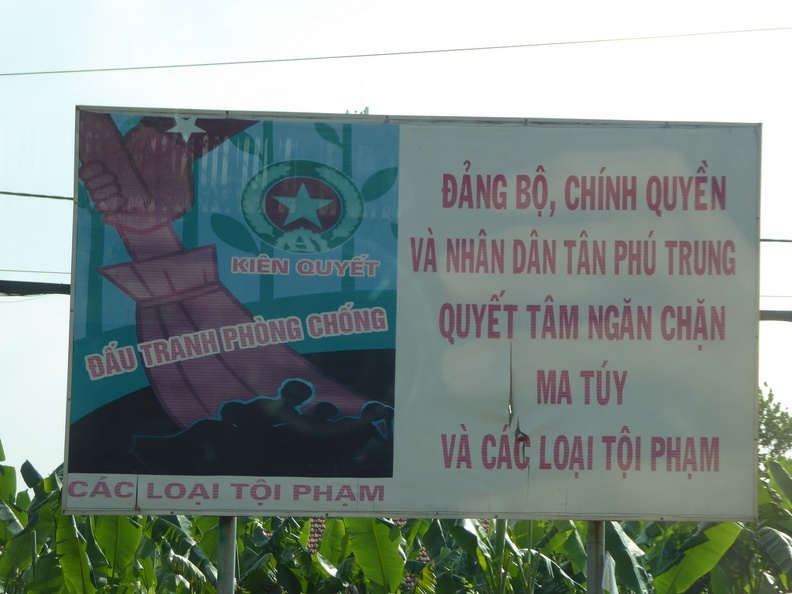 KIÊN QUYẾT
ĐẤU TRANH PHÒNG CHỐNG
CÁC LOẠI TỘI PHẠM
ĐẢNG BỘ, CHÍNH QUYỀN
VÀ NHÂN DÂN TÂN PHÚ TRUNG
QUYẾT TÂM NGĂN CHẶN
MA TÚY
VÀ CÁC LOẠI TỘI PHẠM